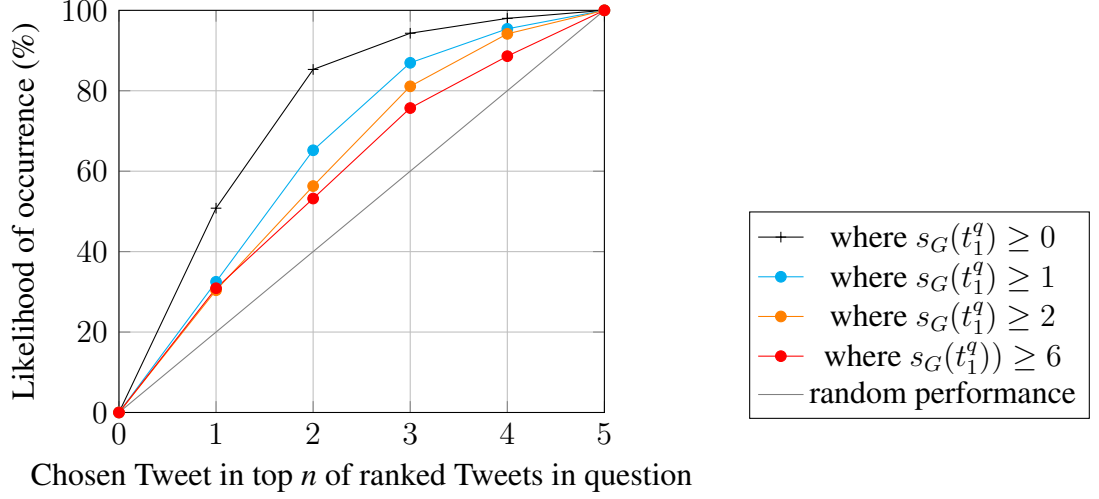 Likelihood of occurrence (%)
100
80
60
40
20
0
0 1 2 3 4 5
Chosen Tweet in top n of ranked Tweets in question
where s_G(t_1^q) ≥ 0
where s_G(t_1^q) ≥ 1
where s_G(t_1^q) ≥ 2
where s_G(t_1^q)) ≥ 6
random performance